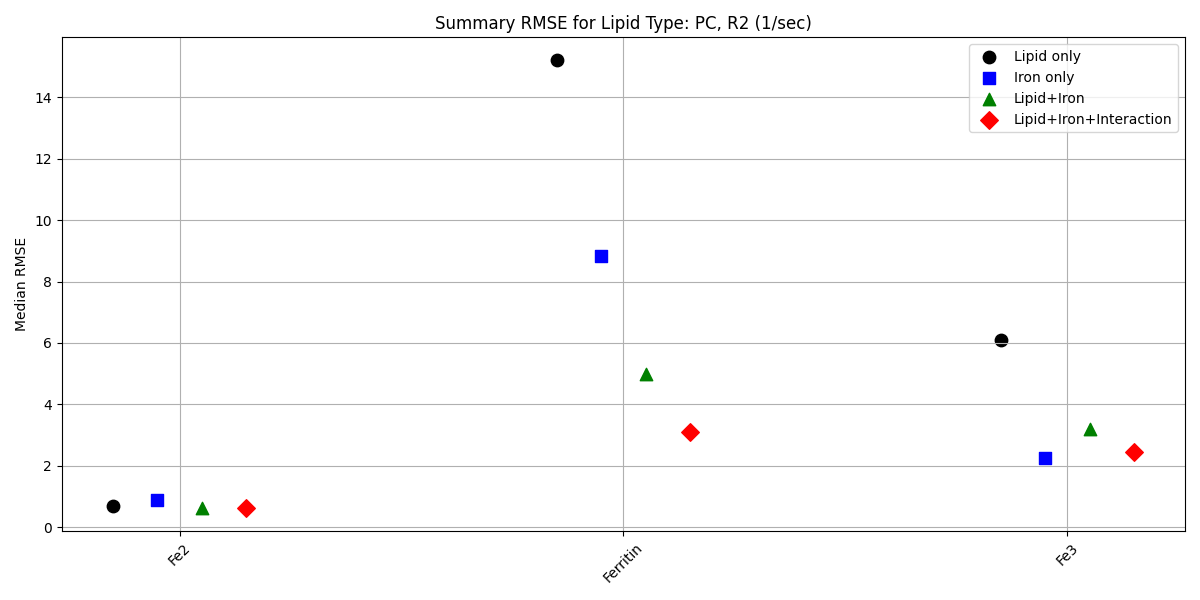 Summary RMSE for Lipid Type: PC, R2 (1/sec)
Lipid only
Iron only
Lipid+Iron
Lipid+Iron+Interaction
Median RMSE
14
12
10
8
6
4
2
0
Fe2
Ferritin
Fe3